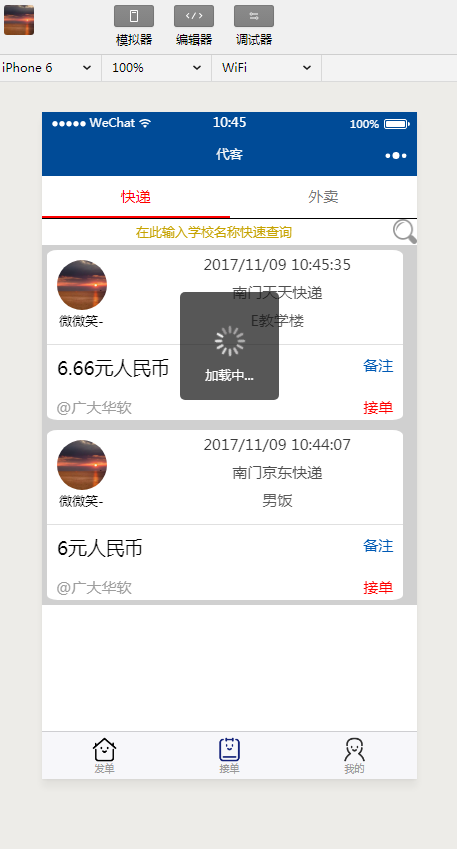 模拟器 编辑器 调试器
iPhone 6 100% WiFi
WeChat 10:45 100%
代客
快递 外卖
在此输入学校名称快速查询
2017/11/09 10:45:35
南门天天快递
微微笑- E教学楼
加载中...
6.66元人民币 备注
@广大华软 接单
2017/11/09 10:44:07
南门京东快递
微微笑- 男饭
6元人民币 备注
@广大华软 接单
发单 接单 我的